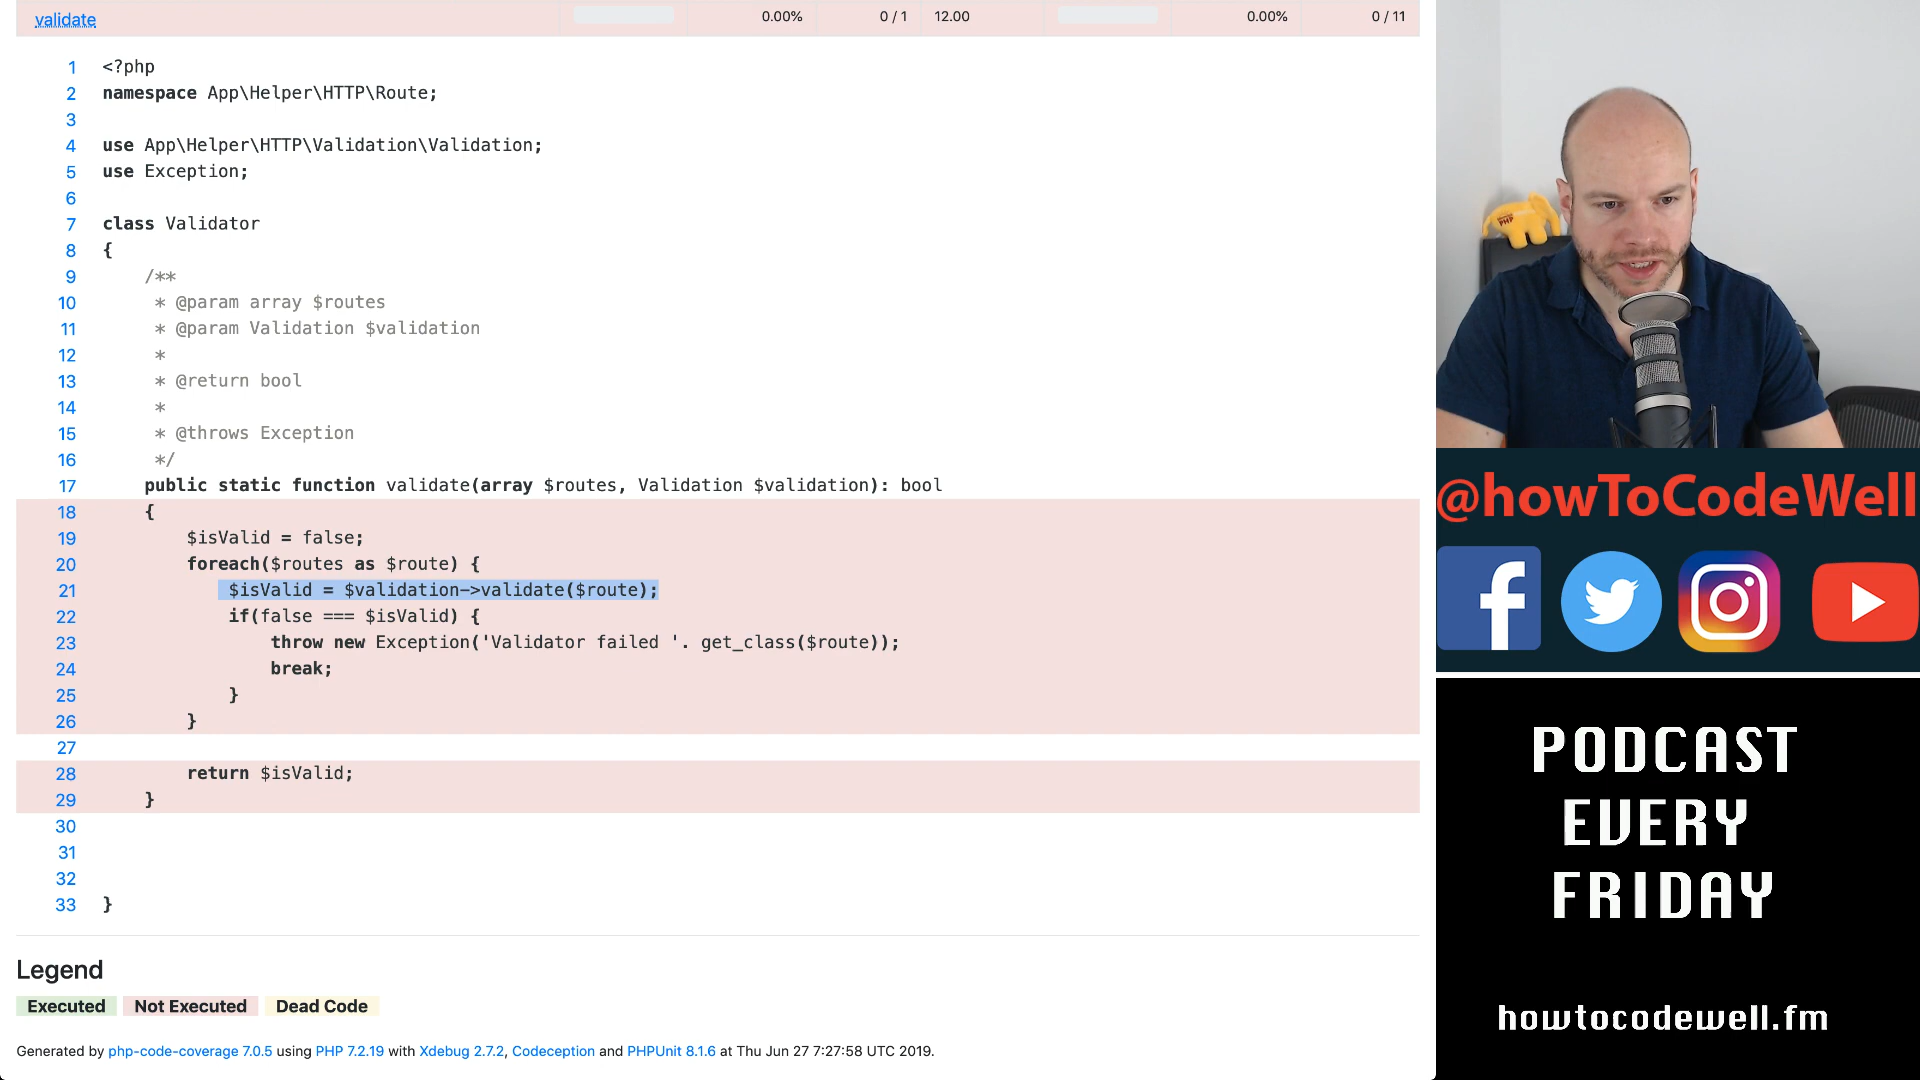 validate 0.00% 0 / 1 12.00 0.00% 0 / 11
1 <?php
2 namespace App\Helper\HTTP\Route;
3
4 use App\Helper\HTTP\Validation\Validation;
5 use Exception;
6
7 class Validator
8 {
9 /**
10 * @param array $routes
11 * @param Validation $validation
12 *
13 * @return bool
14 *
15 * @throws Exception
16 */
17 public static function validate(array $routes, Validation $validation): bool
18 {
19 $isValid = false;
20 foreach($routes as $route) {
21 $isValid = $validation->validate($route);
22 if(false === $isValid) {
23 throw new Exception('Validator failed '. get_class($route));
24 break;
25 }
26 }
27
28 return $isValid;
29 }
30
31
32
33 }
Legend
Executed Not Executed Dead Code
Generated by php-code-coverage 7.0.5 using PHP 7.2.19 with Xdebug 2.7.2, Codeception and PHPUnit 8.1.6 at Thu Jun 27 7:27:58 UTC 2019.
PHP
@howToCodeWell
PODCAST
EVERY
FRIDAY
howtocodewell.fm